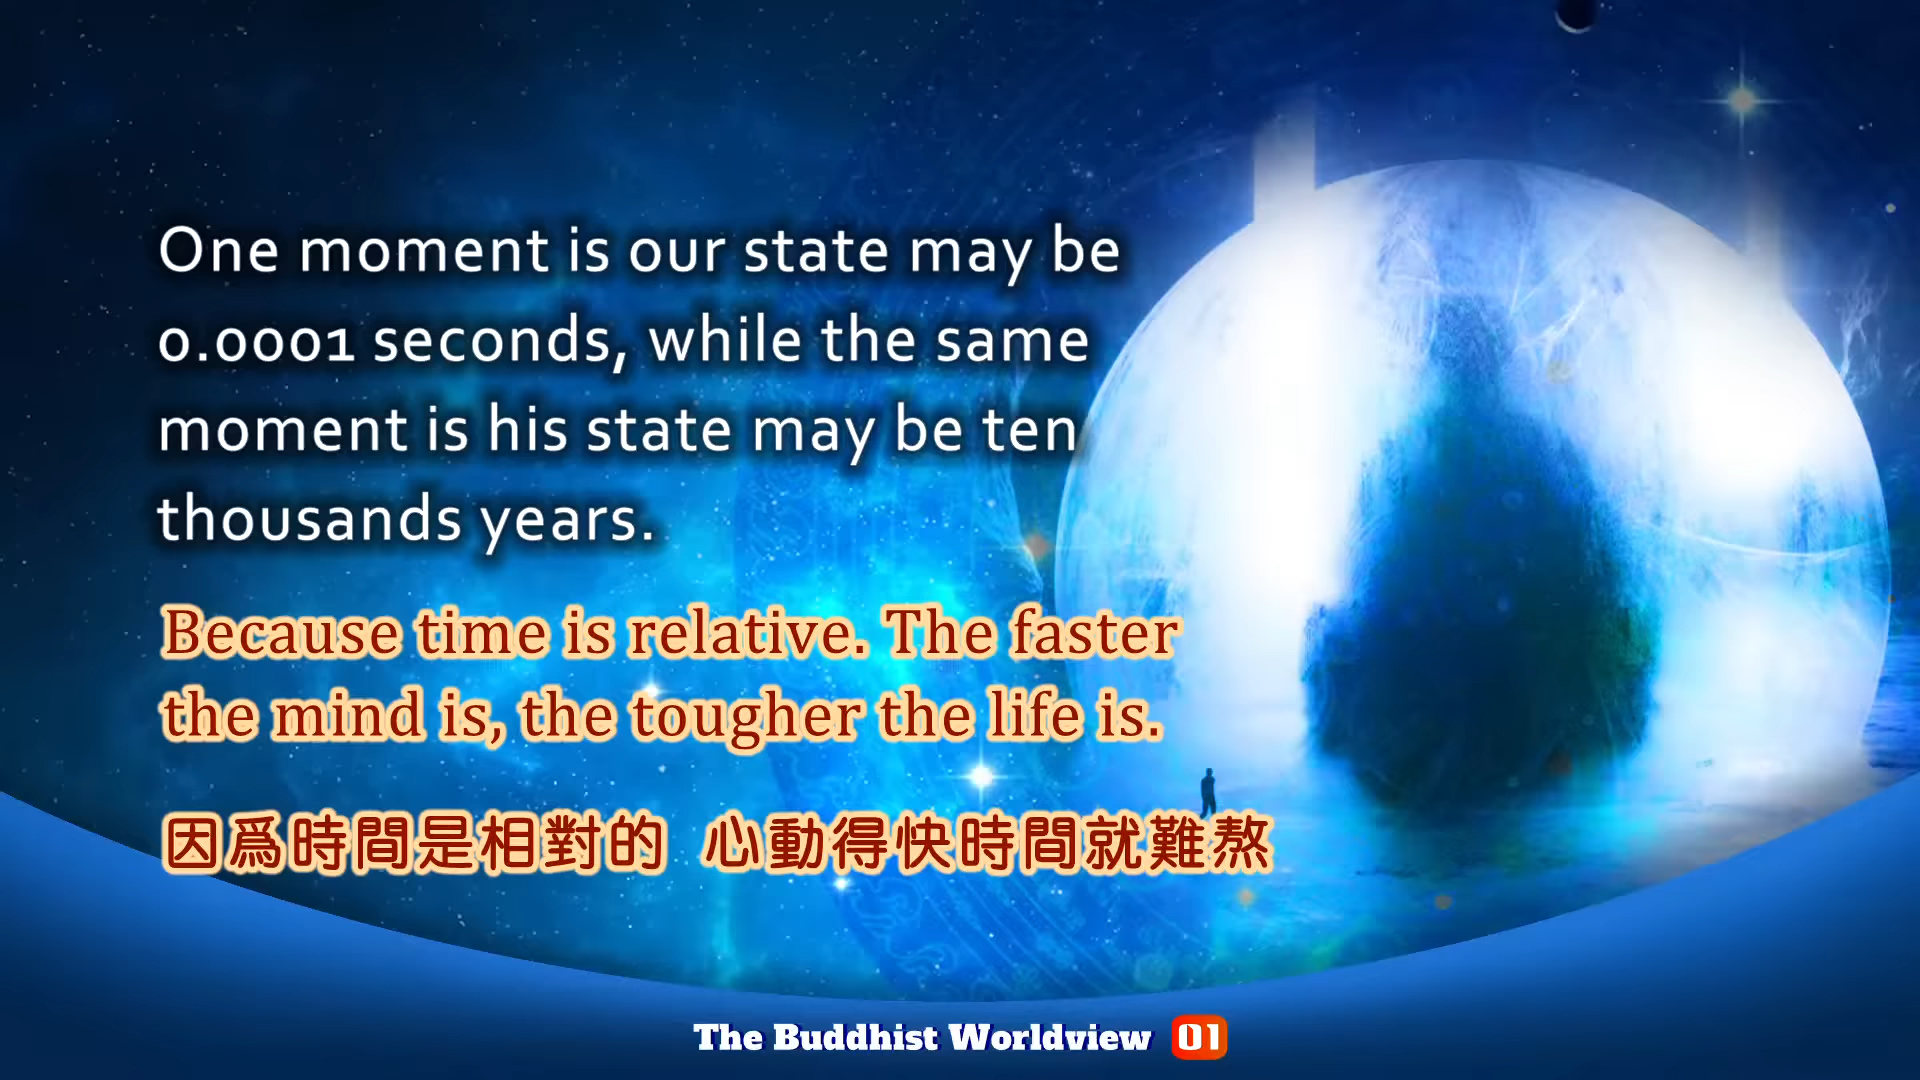 One moment is our state may be
0.0001 seconds, while the same
moment is his state may be ten
thousands years.
Because time is relative. The faster
the mind is, the tougher the life is.
因爲時間是相對的 心動得快時間就難熬
The Buddhist Worldview 01